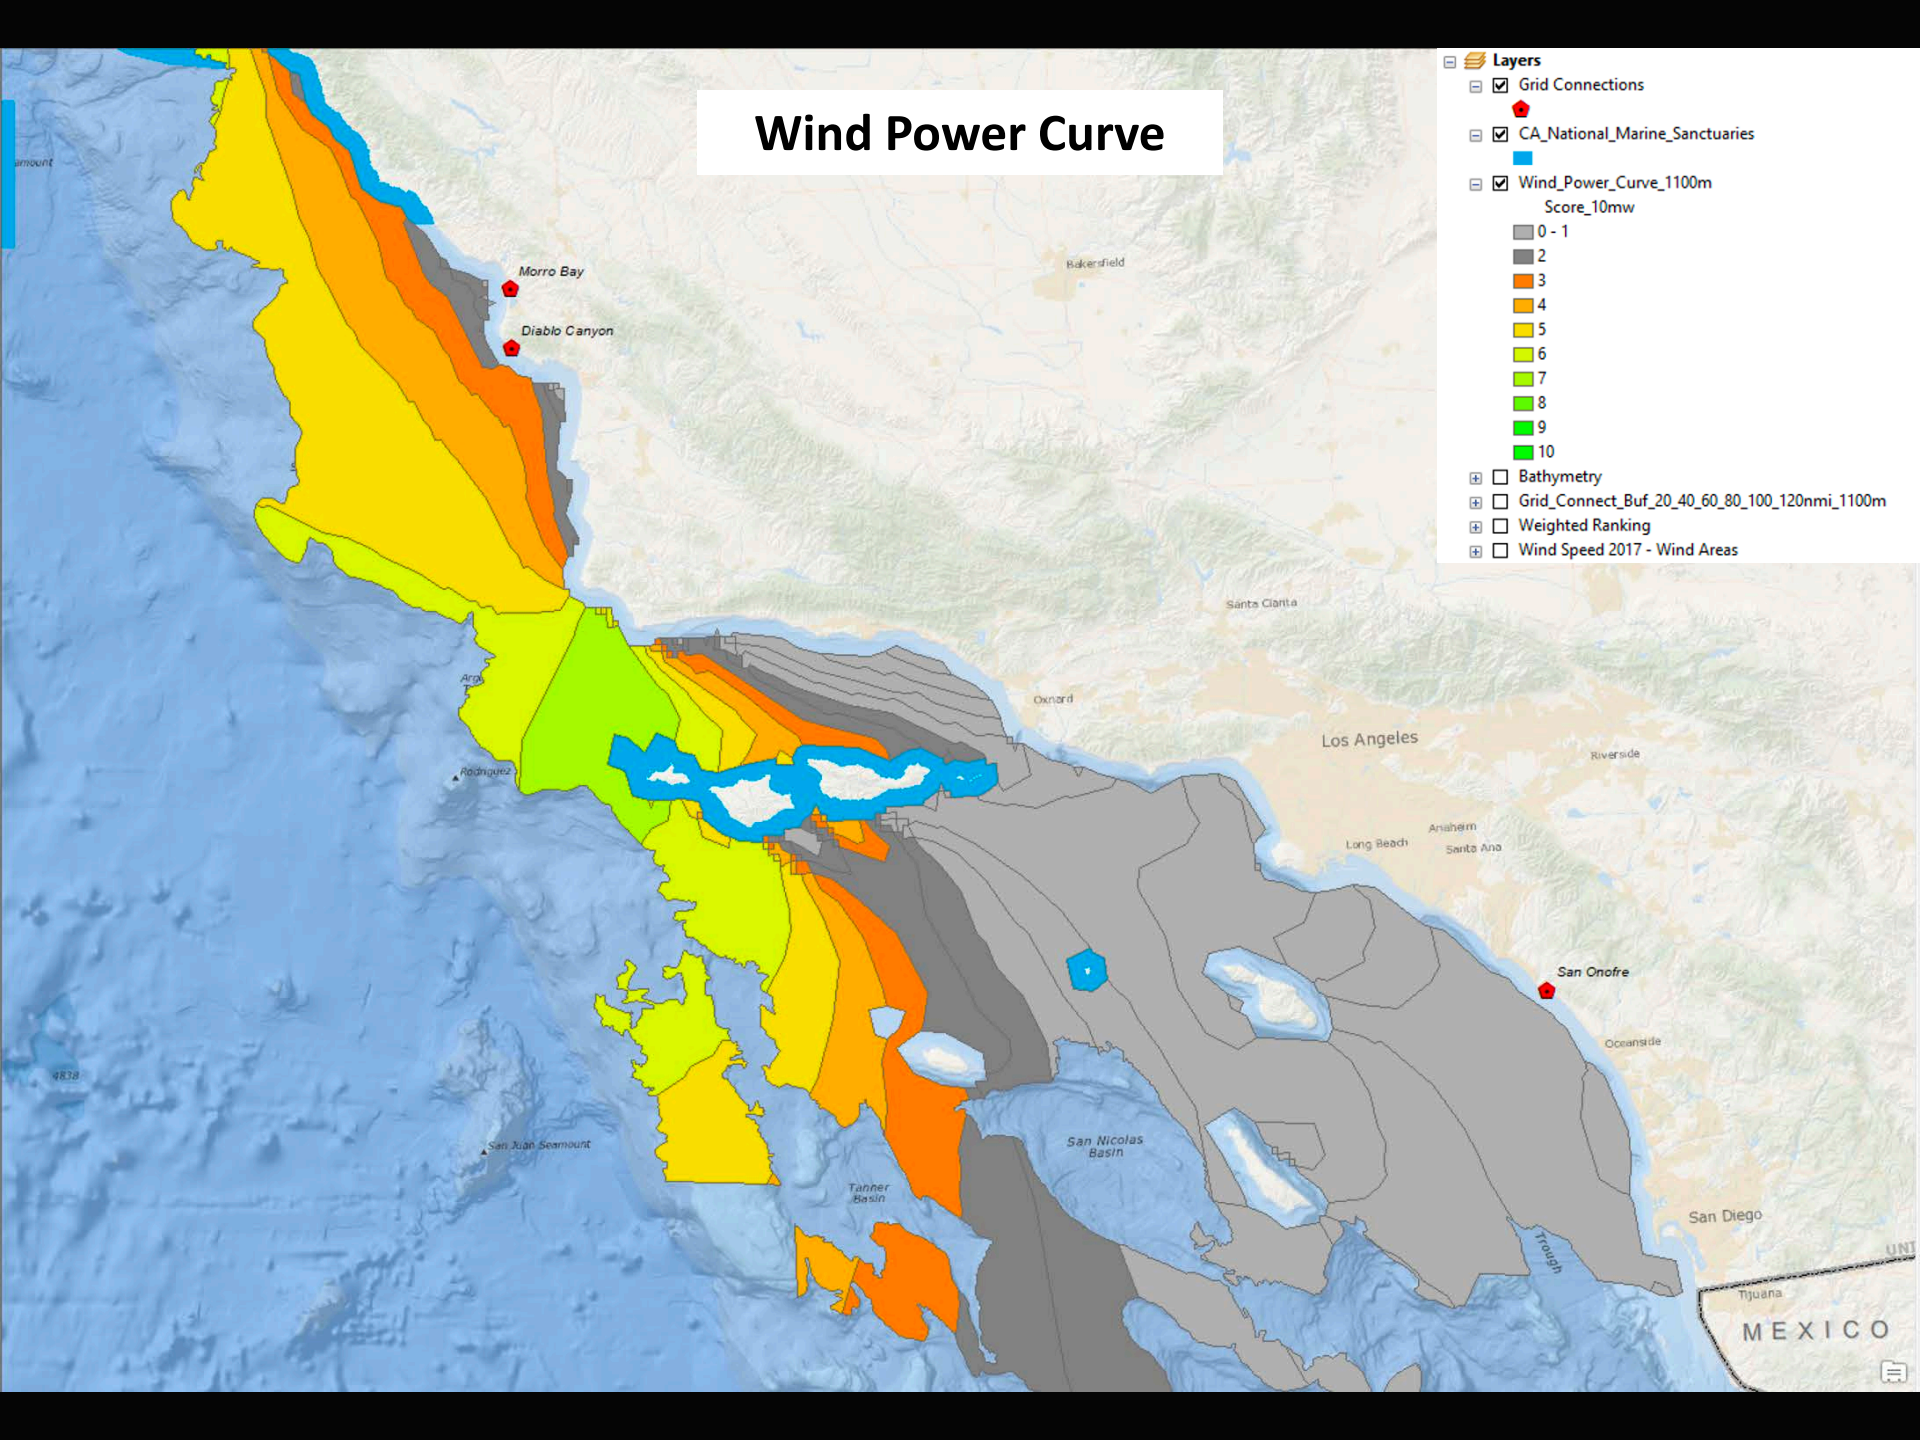 Wind Power Curve
Layers
Grid Connections
CA_National_Marine_Sanctuaries
Wind_Power_Curve_1100m
Score_10mw
0 - 1
2
3
4
5
6
7
8
9
10
Bathymetry
Grid_Connect_Buf_20_40_60_80_100_120nmi_1100m
Weighted Ranking
Wind Speed 2017 - Wind Areas
amount
Morro Bay
Diablo Canyon
Bakersfield
Santa Clarita
Oxnard
Los Angeles
Riverside
Rodriguez
Anaheim
Long Beach
Santa Ana
San Onofre
Oceanside
4838
San Juan Seamount
San Nicolas
Basin
Tanner
Basin
San Diego
Trough
UNI
Tijuana
MEXICO